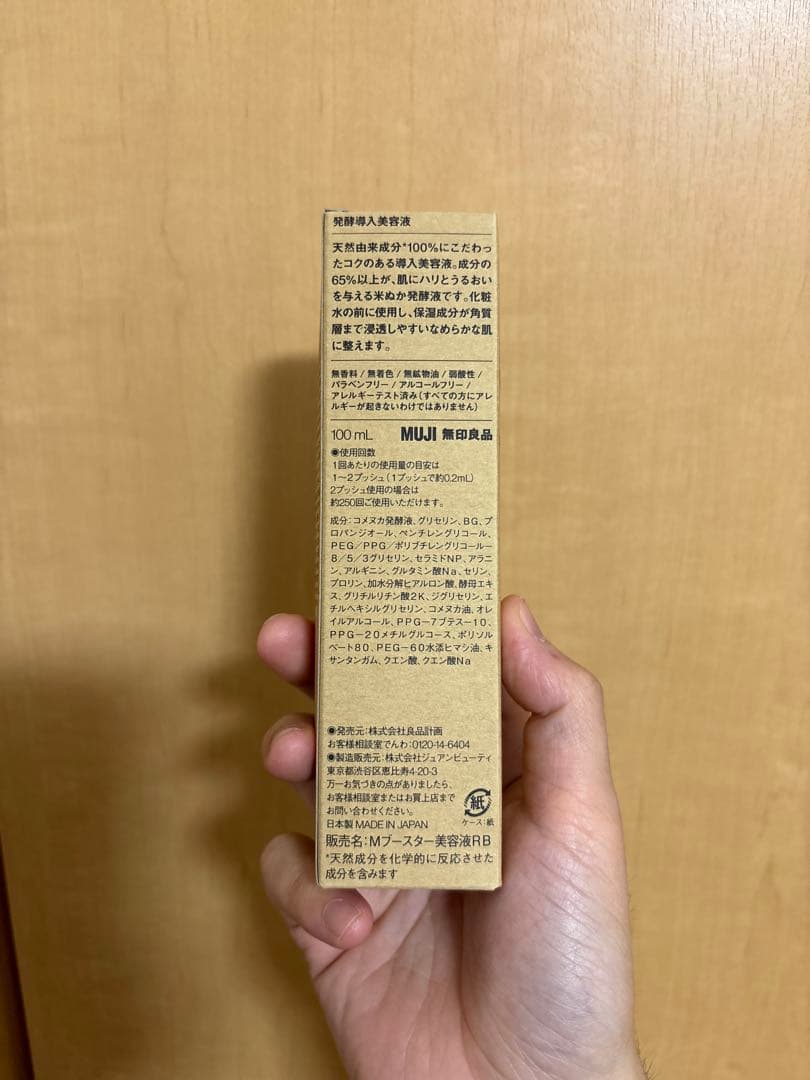 発酵導入美容液
天然由来成分*100%にこだわっ
たコクのある導入美容液。成分の
65%以上が、肌にハリとうるおい
を与える米ぬか発酵液です。化粧
水の前に使用し、保湿成分が角質
層まで浸透しやすいなめらかな肌
に整えます。
無香料/無着色/無鉱物油/弱酸性/
パラベンフリー/アルコールフリー/
アレルギーテスト済み(すべての方にアレ
ルギーが起きないわけではありません)
100 mL MUJI 無印良品
◉使用回数
1回あたりの使用量の目安は
1〜2プッシュ(1プッシュで約0.2mL)
2プッシュ使用の場合は
約250回ご使用いただけます。
成分:コメヌカ発酵液、グリセリン、BG、プ
ロパンジオール、ペンチレングリコール、
PEG/PPG/ポリブチレングリコールー
8/5/3グリセリン、セラミドNP、アラニ
ン、アルギニン、グルタミン酸Na、セリン、
プロリン、加水分解ヒアルロン酸、酵母エキ
ス、グリチルリチン酸2K、ジグリセリン、エ
チルヘキシルグリセリン、コメヌカ油、オレ
イルアルコール、PPG-7ブテス-10、
PPG-20メチルグルコース、ポリソル
ベート80、PEG-60水添ヒマシ油、キ
サンタンガム、クエン酸、クエン酸Na
◉発売元:株式会社良品計画
お客様相談室でんわ:0120-14-6404
◉製造販売元:株式会社ジュアンビューティ
東京都渋谷区恵比寿4-20-3
万一お気づきの点がありましたら、
お客様相談室またはお買上店まで
お問い合わせください。
紙
ケース:紙
日本製 MADE IN JAPAN
販売名:Mブースター美容液RB
*天然成分を化学的に反応させた
成分を含みます